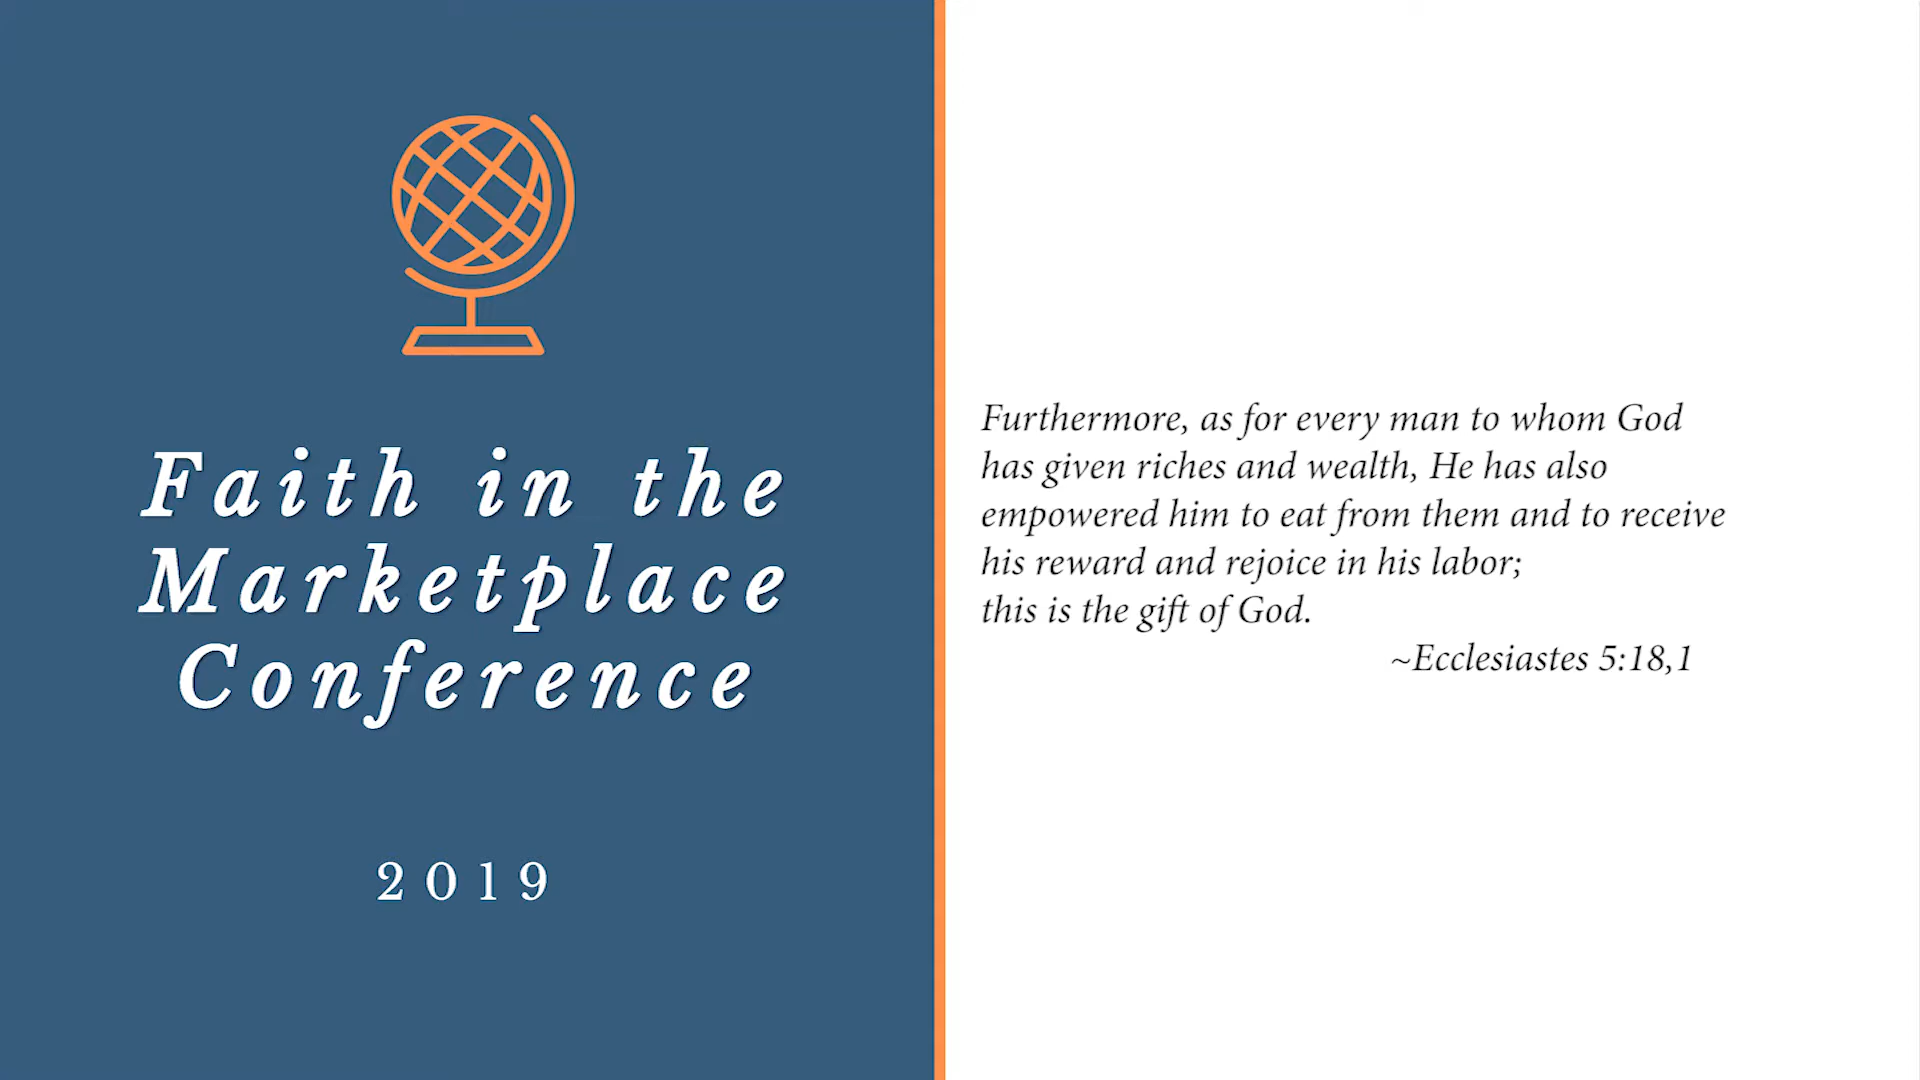 Faith in the
Marketplace
Conference
2019
Furthermore, as for every man to whom God
has given riches and wealth, He has also
empowered him to eat from them and to receive
his reward and rejoice in his labor;
this is the gift of God.
~Ecclesiastes 5:18,1